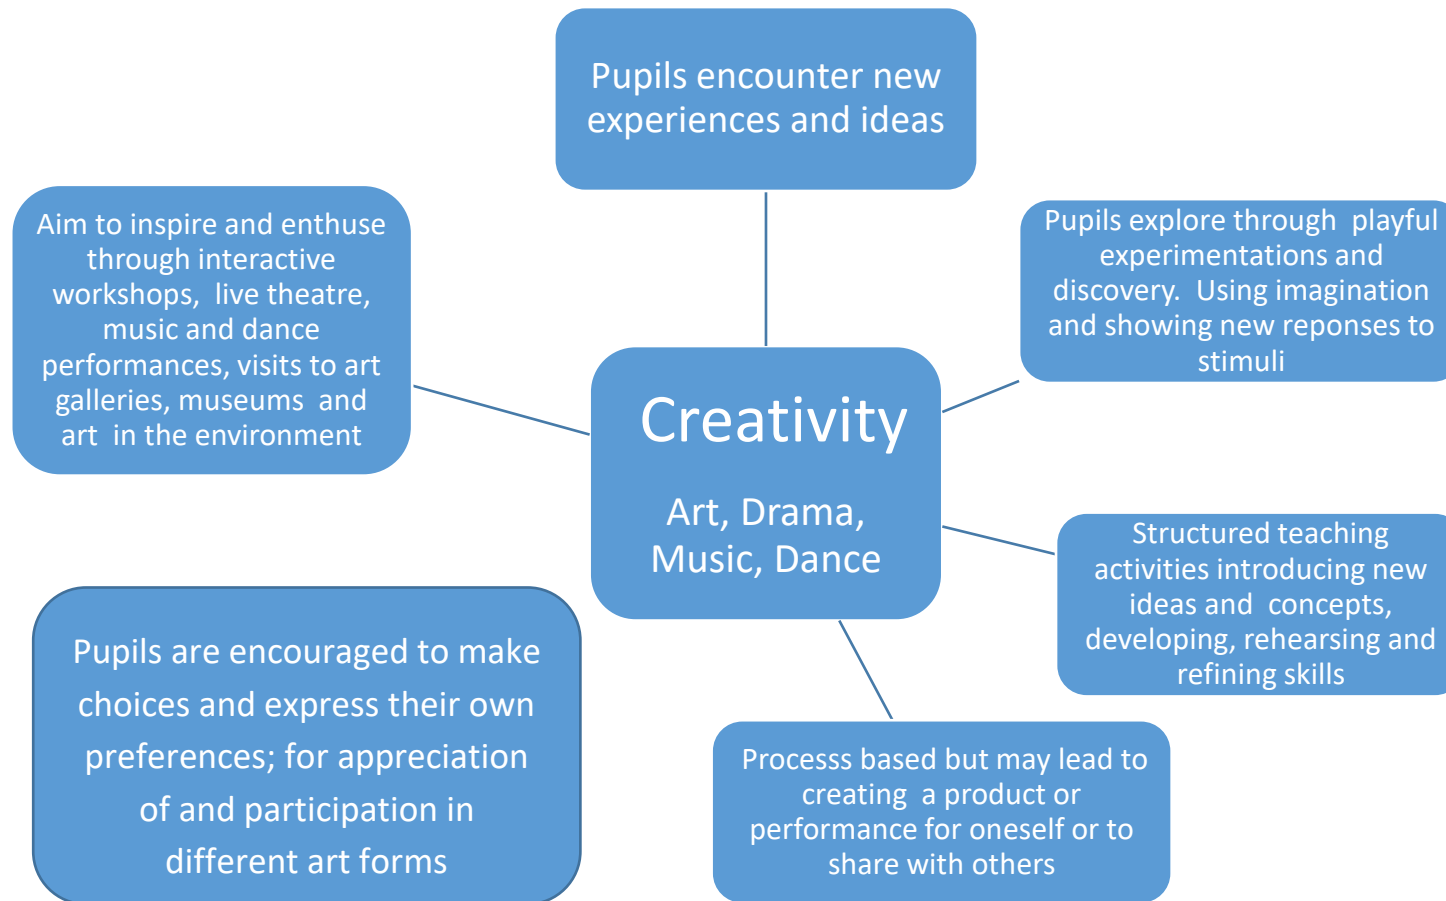 Pupils encounter new
experiences and ideas
Aim to inspire and enthuse
through interactive
workshops, live theatre,
music and dance
performances, visits to art
galleries, museums and
art in the environment
Pupils explore through playful
experimentations and
discovery. Using imagination
and showing new reponses to
stimuli
Creativity
Art, Drama,
Music, Dance
Structured teaching
activities introducing new
ideas and concepts,
developing, rehearsing and
refining skills
Pupils are encouraged to make
choices and express their own
preferences; for appreciation
of and participation in
different art forms
Processs based but may lead to
creating a product or
performance for oneself or to
share with others